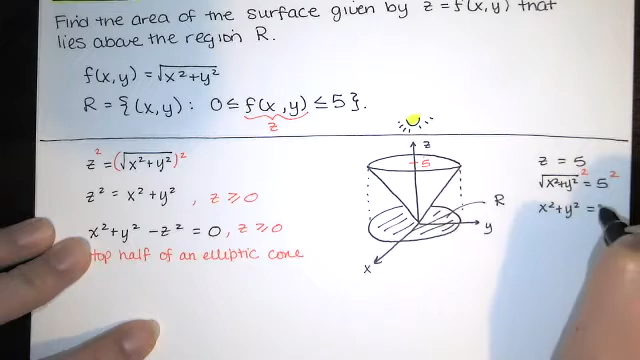 Find the area of the surface given by z = f(x,y) that
lies above the region R.
f(x,y) = √x²+y²
R = {(x,y): 0 ≤ f(x,y) ≤ 5}.
z
z² = (√x²+y²)²
z² = x²+y² , z ≥ 0
x²+y² - z² = 0, z ≥ 0
top half of an elliptic cone
z
5
R
y
x
z = 5
√x²+y² ² = 5²
x²+y² =